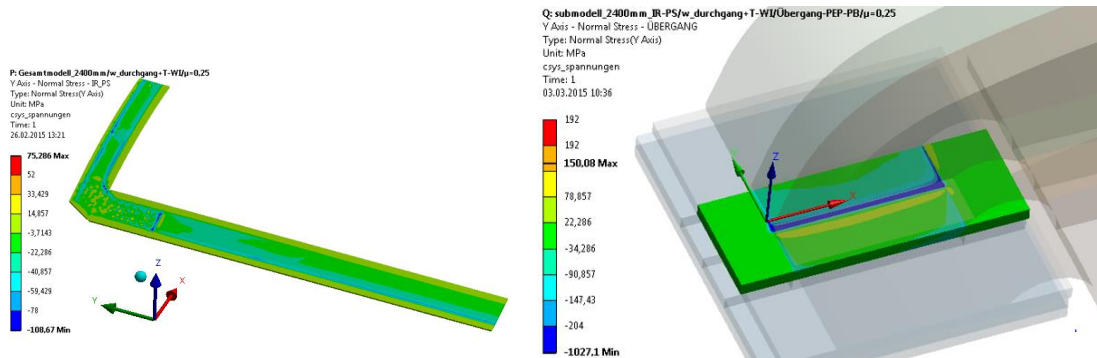 P: Gesamtmodell_2400mm/w_durchgang+T-WI/µ=0,25
Y Axis - Normal Stress - IR_PS
Type: Normal Stress(Y Axis)
Unit: MPa
csys_spannungen
Time: 1
26.02.2015 13:21
75,286 Max
52
33,429
14,857
-3,7143
-22,286
-40,857
-59,429
-78
-108,67 Min
Z
Y
X
Q: submodell_2400mm_IR-PS/w_durchgang+T-WI/Übergang-PEP-PB/µ=0,25
Y Axis - Normal Stress - ÜBERGANG
Type: Normal Stress(Y Axis)
Unit: MPa
csys_spannungen
Time: 1
03.03.2015 10:36
192
192
150,08 Max
78,857
22,286
-34,286
-90,857
-147,43
-204
-1027,1 Min
Y
Z
X